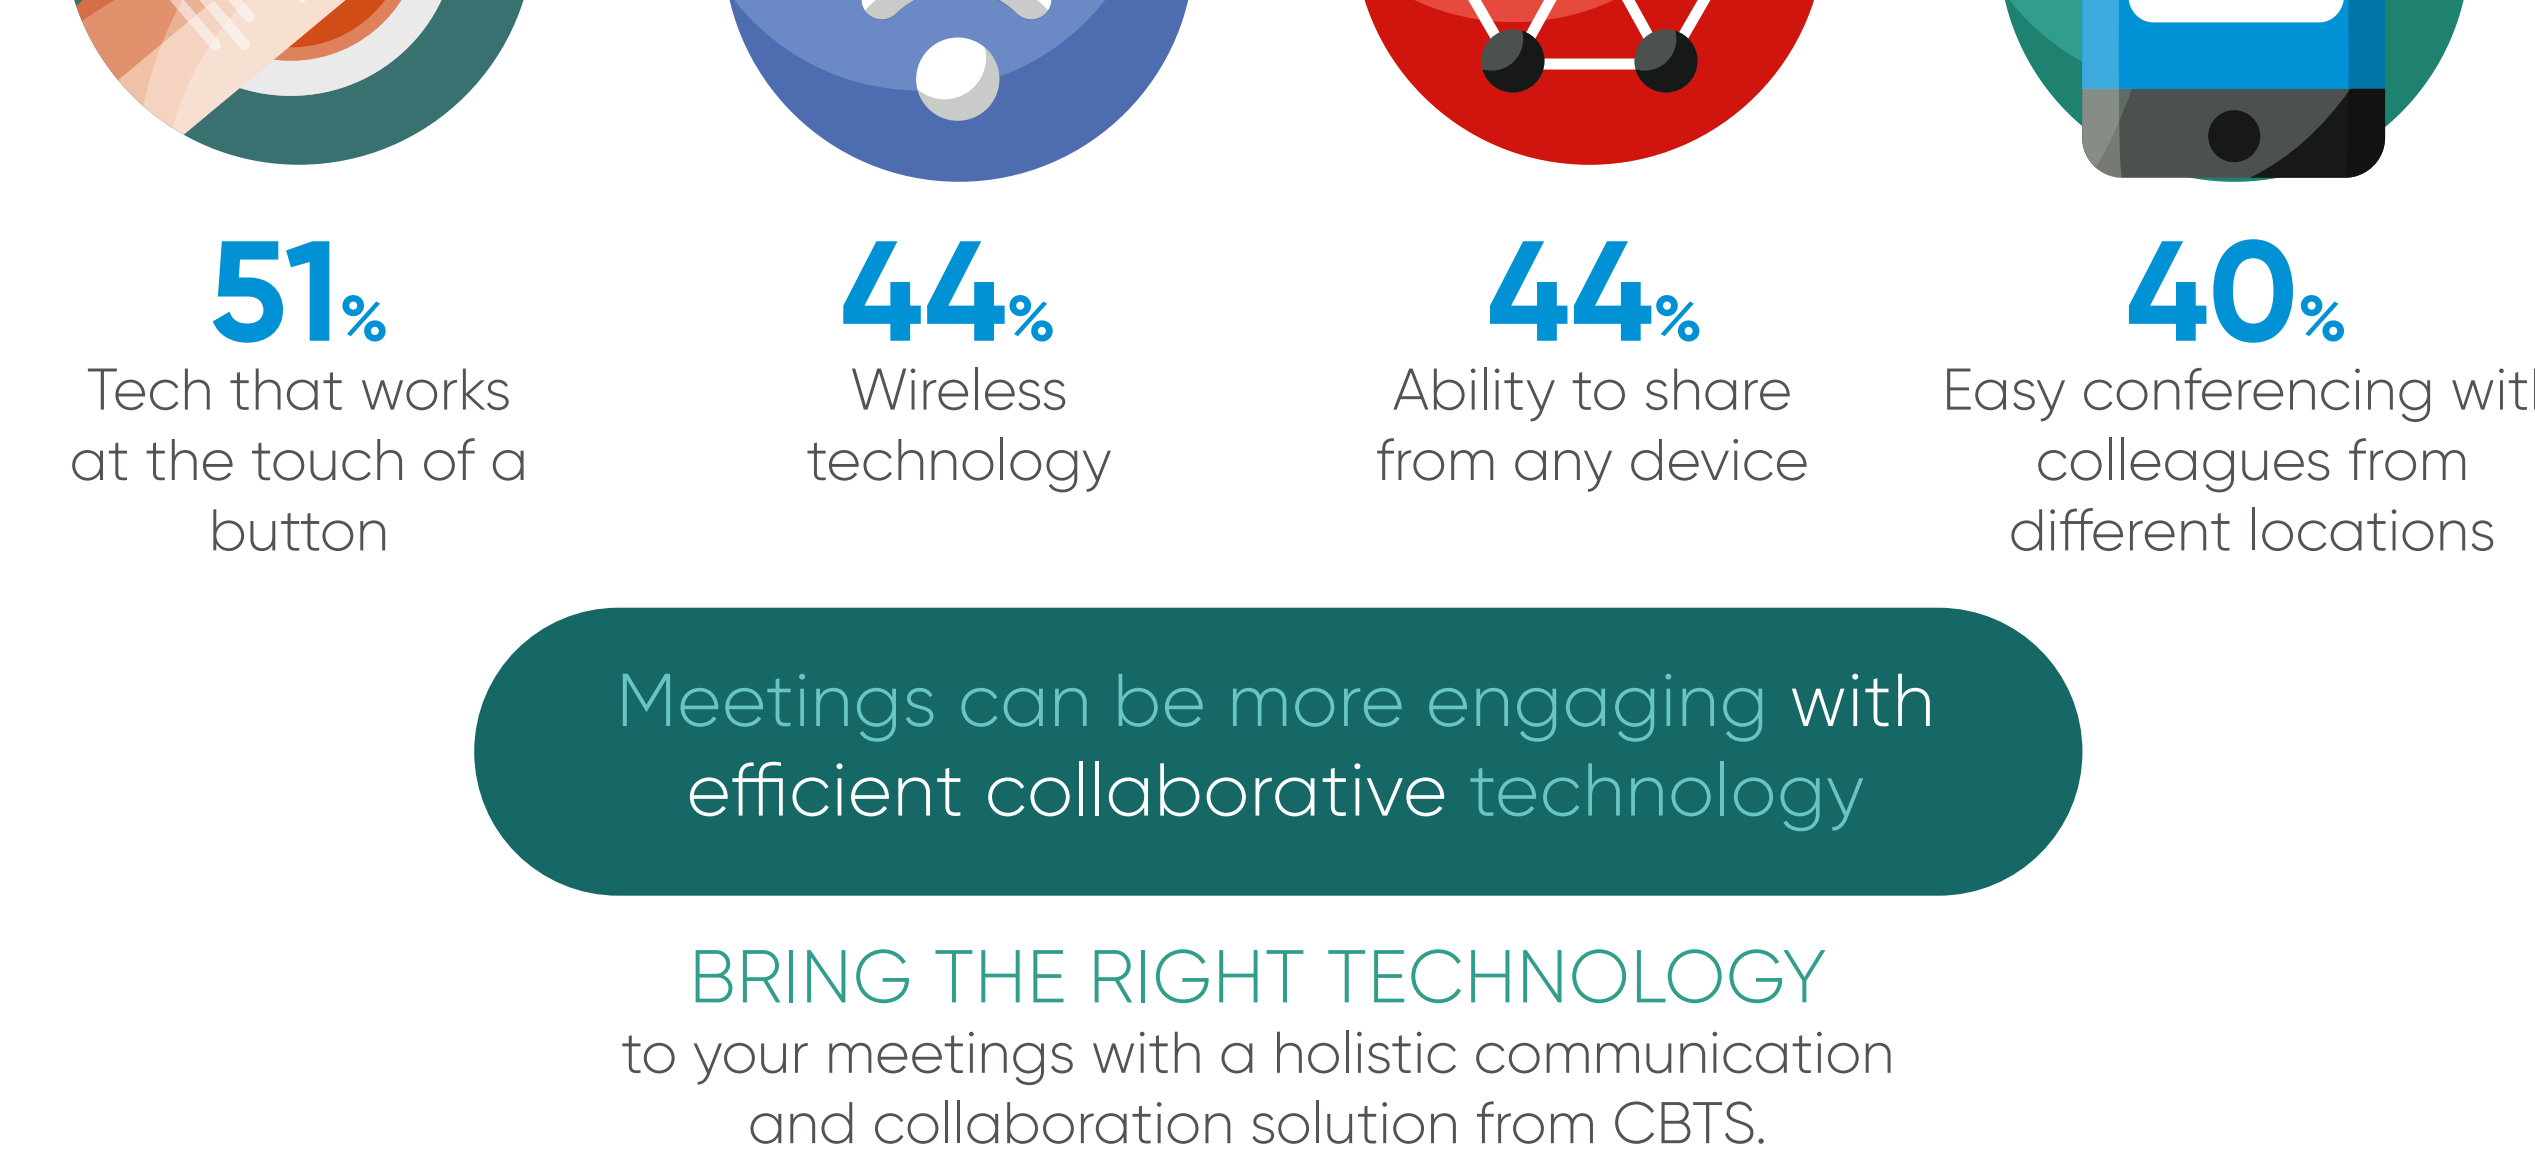 51%
Tech that works
at the touch of a
button
44%
Wireless
technology
44%
Ability to share
from any device
40%
Easy conferencing with
colleagues from
different locations
Meetings can be more engaging with
efficient collaborative technology
BRING THE RIGHT TECHNOLOGY
to your meetings with a holistic communication
and collaboration solution from CBTS.